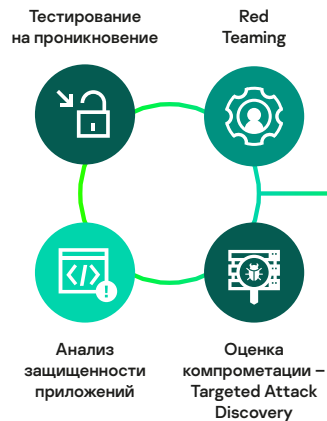 Тестирование
на проникновение
Red
Teaming
Анализ
защищенности
приложений
Оценка
компрометации –
Targeted Attack
Discovery